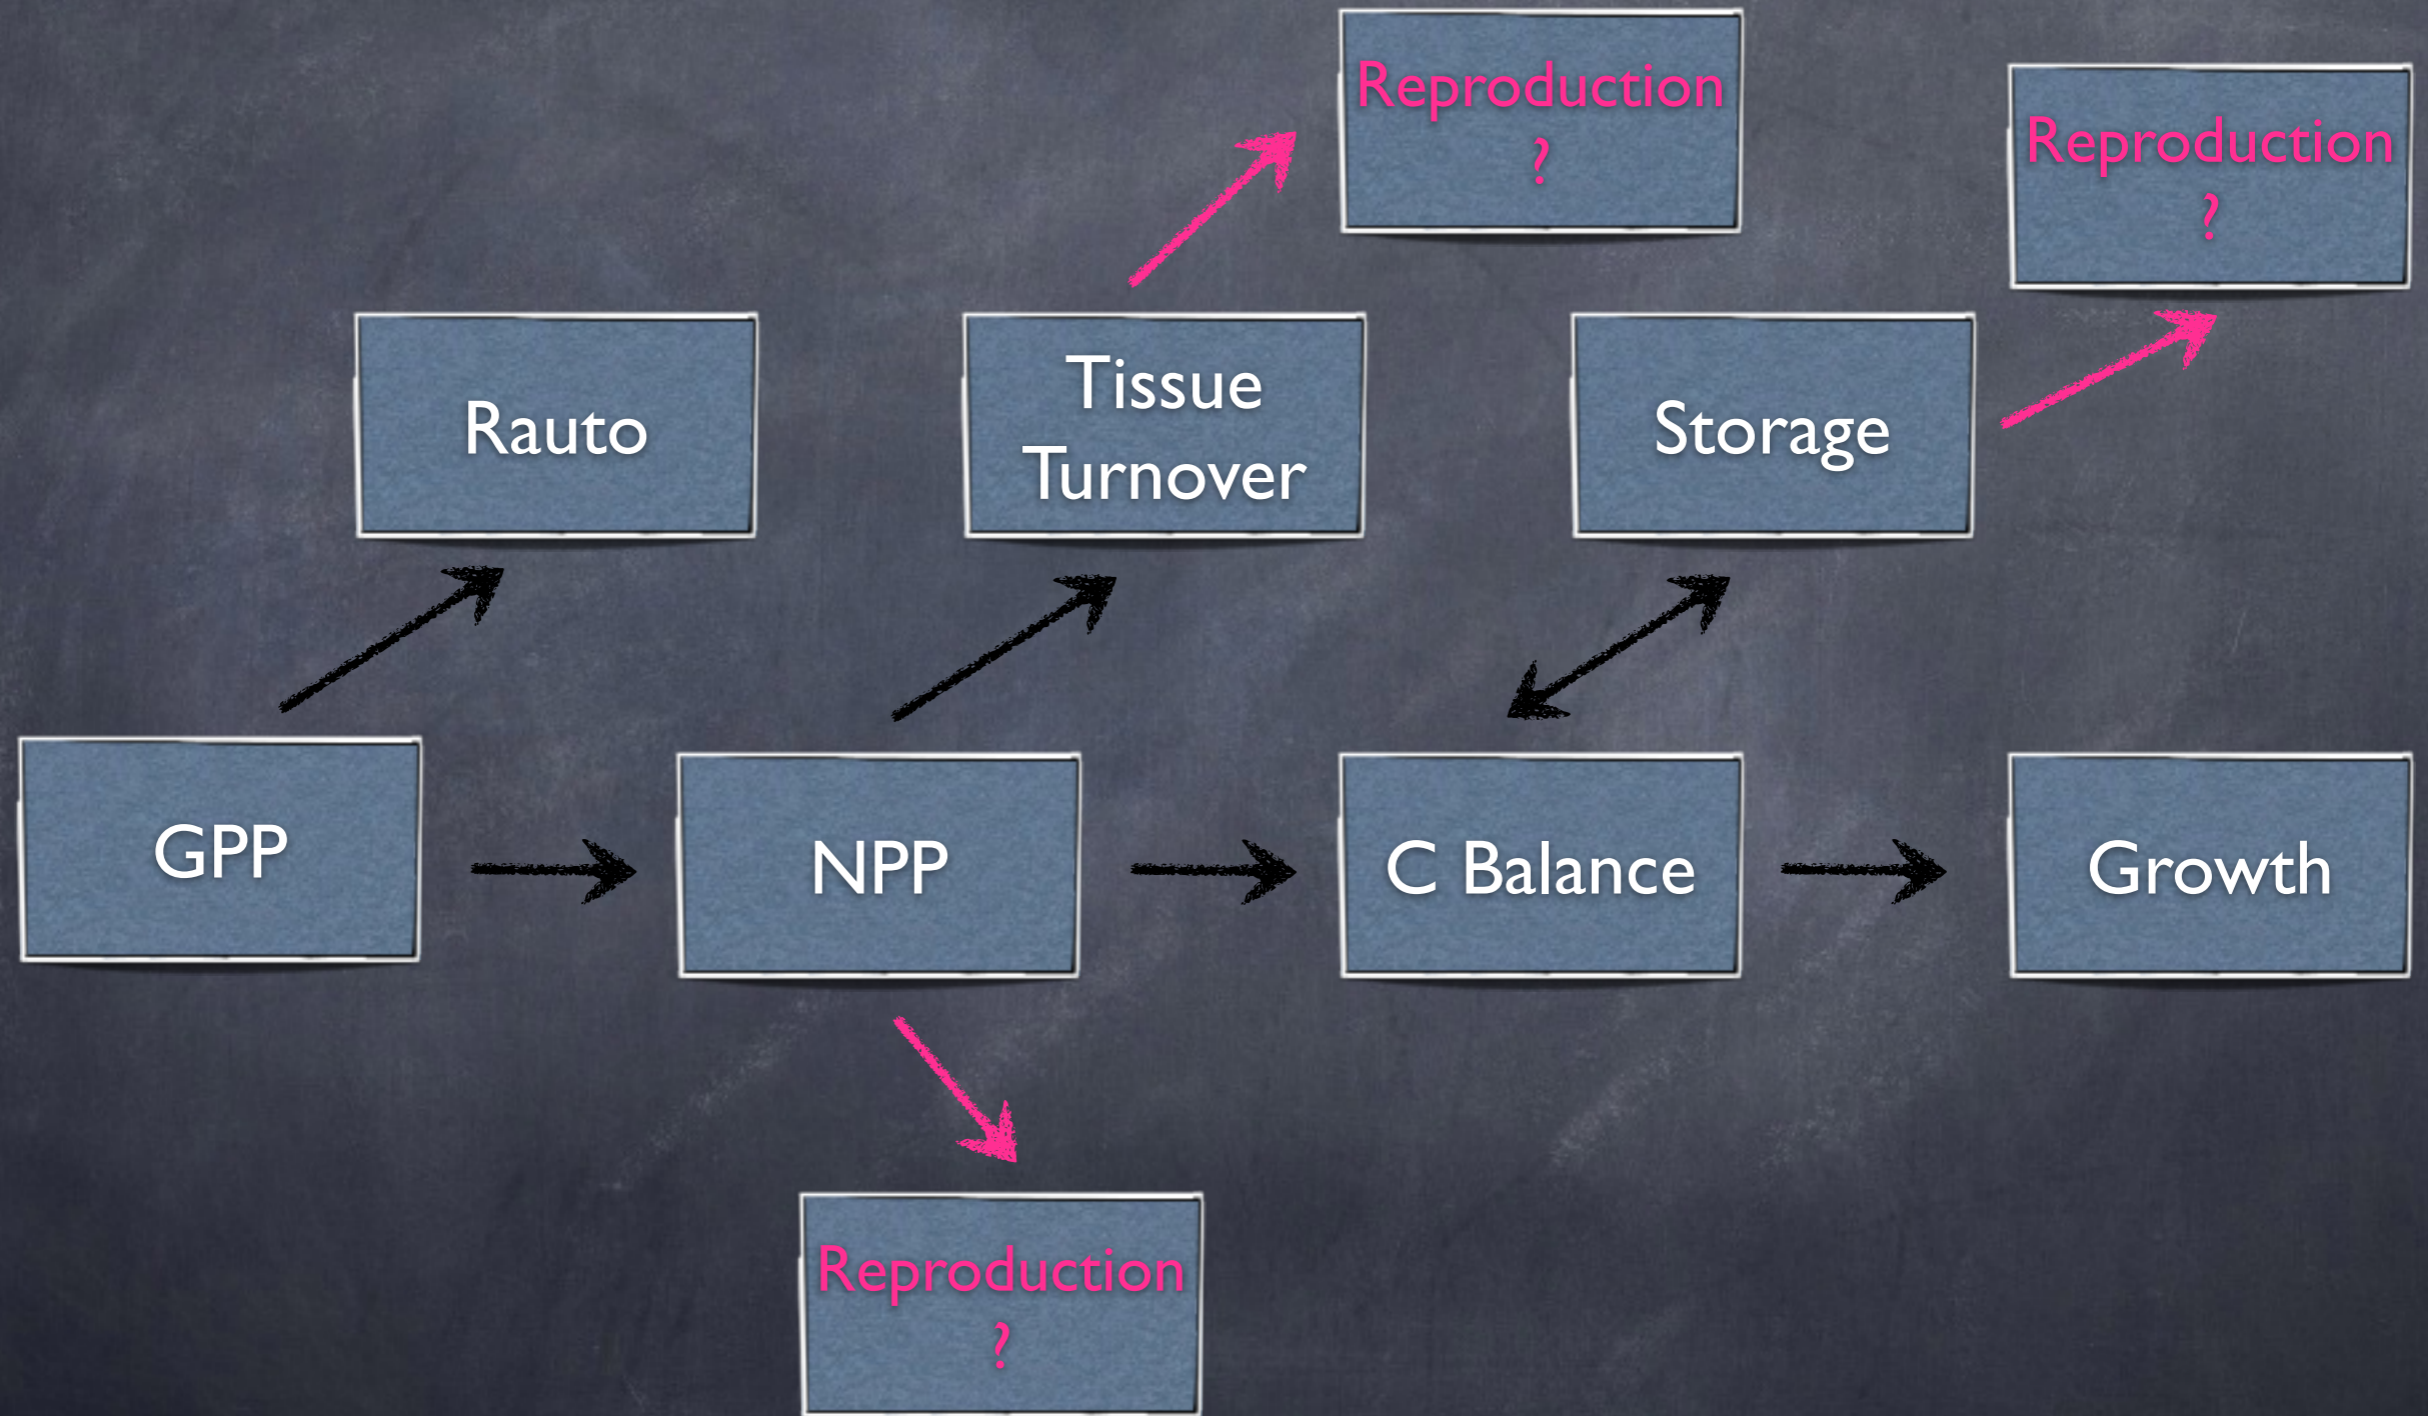 Reproduction
?
Reproduction
?
Rauto
Tissue
Turnover
Storage
GPP
NPP
C Balance
Growth
Reproduction
?